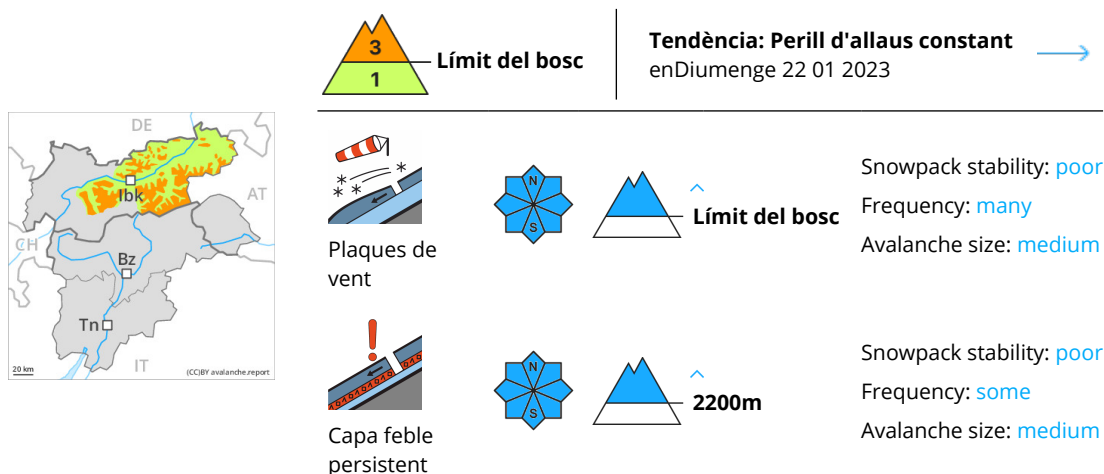 3
1
Límit del bosc
Tendència: Perill d'allaus constant
enDiumenge 22 01 2023
DE
AT
CH
IT
Ibk
Bz
Tn
20 km
(CC)BY avalanche.report
Plaques de
vent
N
S
Límit del bosc
Snowpack stability: poor
Frequency: many
Avalanche size: medium
Capa feble
persistent
N
S
2200m
Snowpack stability: poor
Frequency: some
Avalanche size: medium